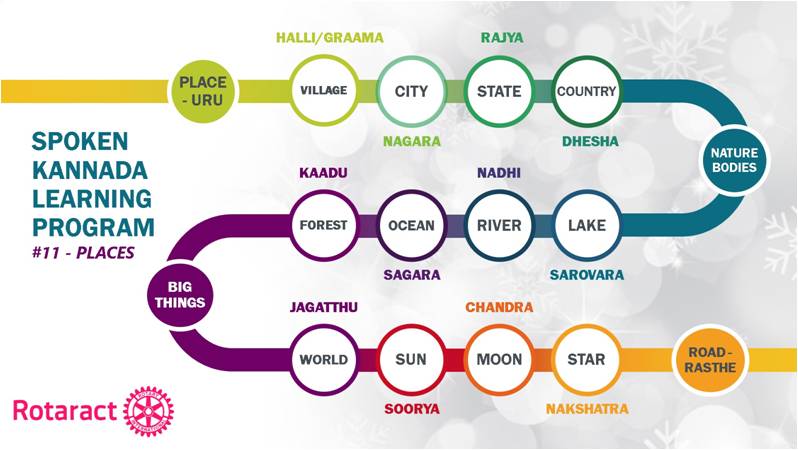 HALLI/GRAAMA
RAJYA
PLACE
- URU
VILLAGE
CITY
STATE
COUNTRY
NAGARA
DHESHA
SPOKEN
KANNADA
LEARNING
PROGRAM
#11 - PLACES
NATURE
BODIES
KAADU
NADHI
FOREST
OCEAN
RIVER
LAKE
SAGARA
SAROVARA
BIG
THINGS
JAGATTHU
CHANDRA
WORLD
SUN
MOON
STAR
ROAD -
RASTHE
SOORYA
NAKSHATRA
Rotaract
ROTARY
INTERNATIONAL